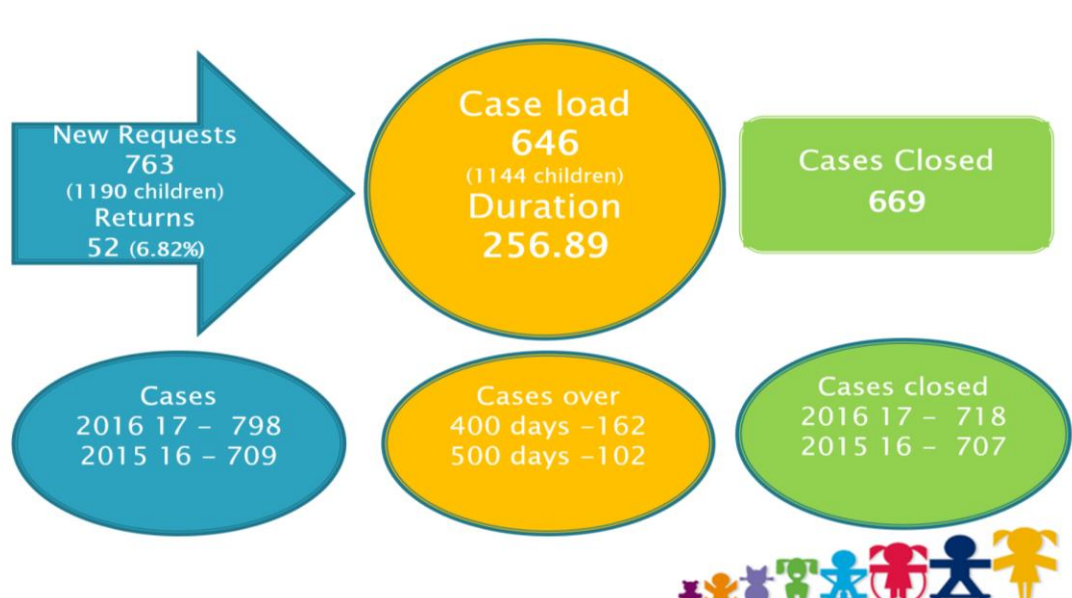 New Requests
763
(1190 children)
Returns
52 (6.82%)
Case load
646
(1144 children)
Duration
256.89
Cases Closed
669
Cases
2016 17 – 798
2015 16 – 709
Cases over
400 days –162
500 days –102
Cases closed
2016 17 – 718
2015 16 – 707